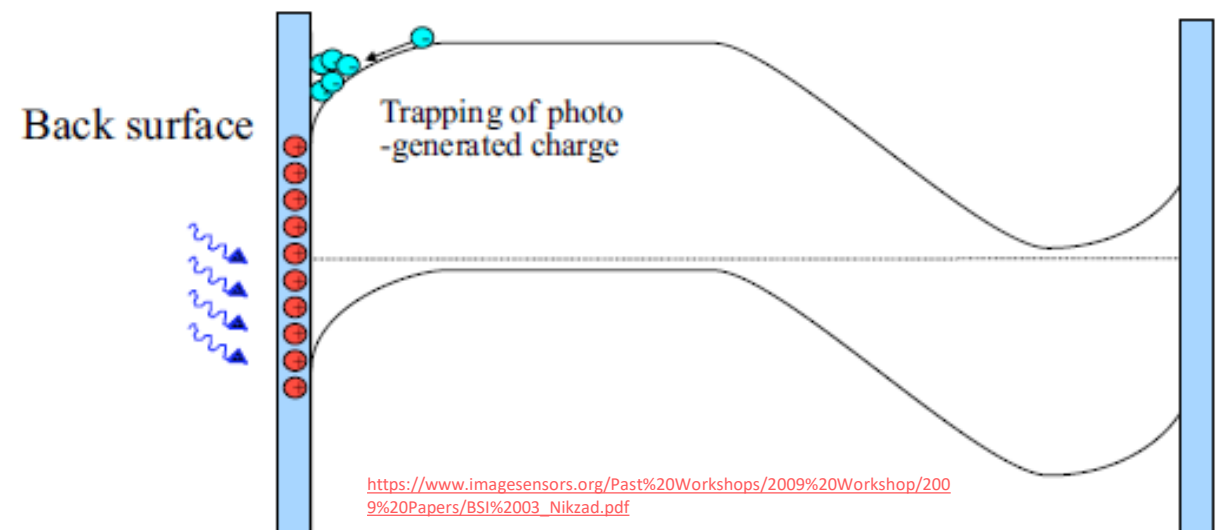 Back surface
Trapping of photo
-generated charge
https://www.imagesensors.org/Past%20Workshops/2009%20Workshop/200
9%20Papers/BSI%2003_Nikzad.pdf